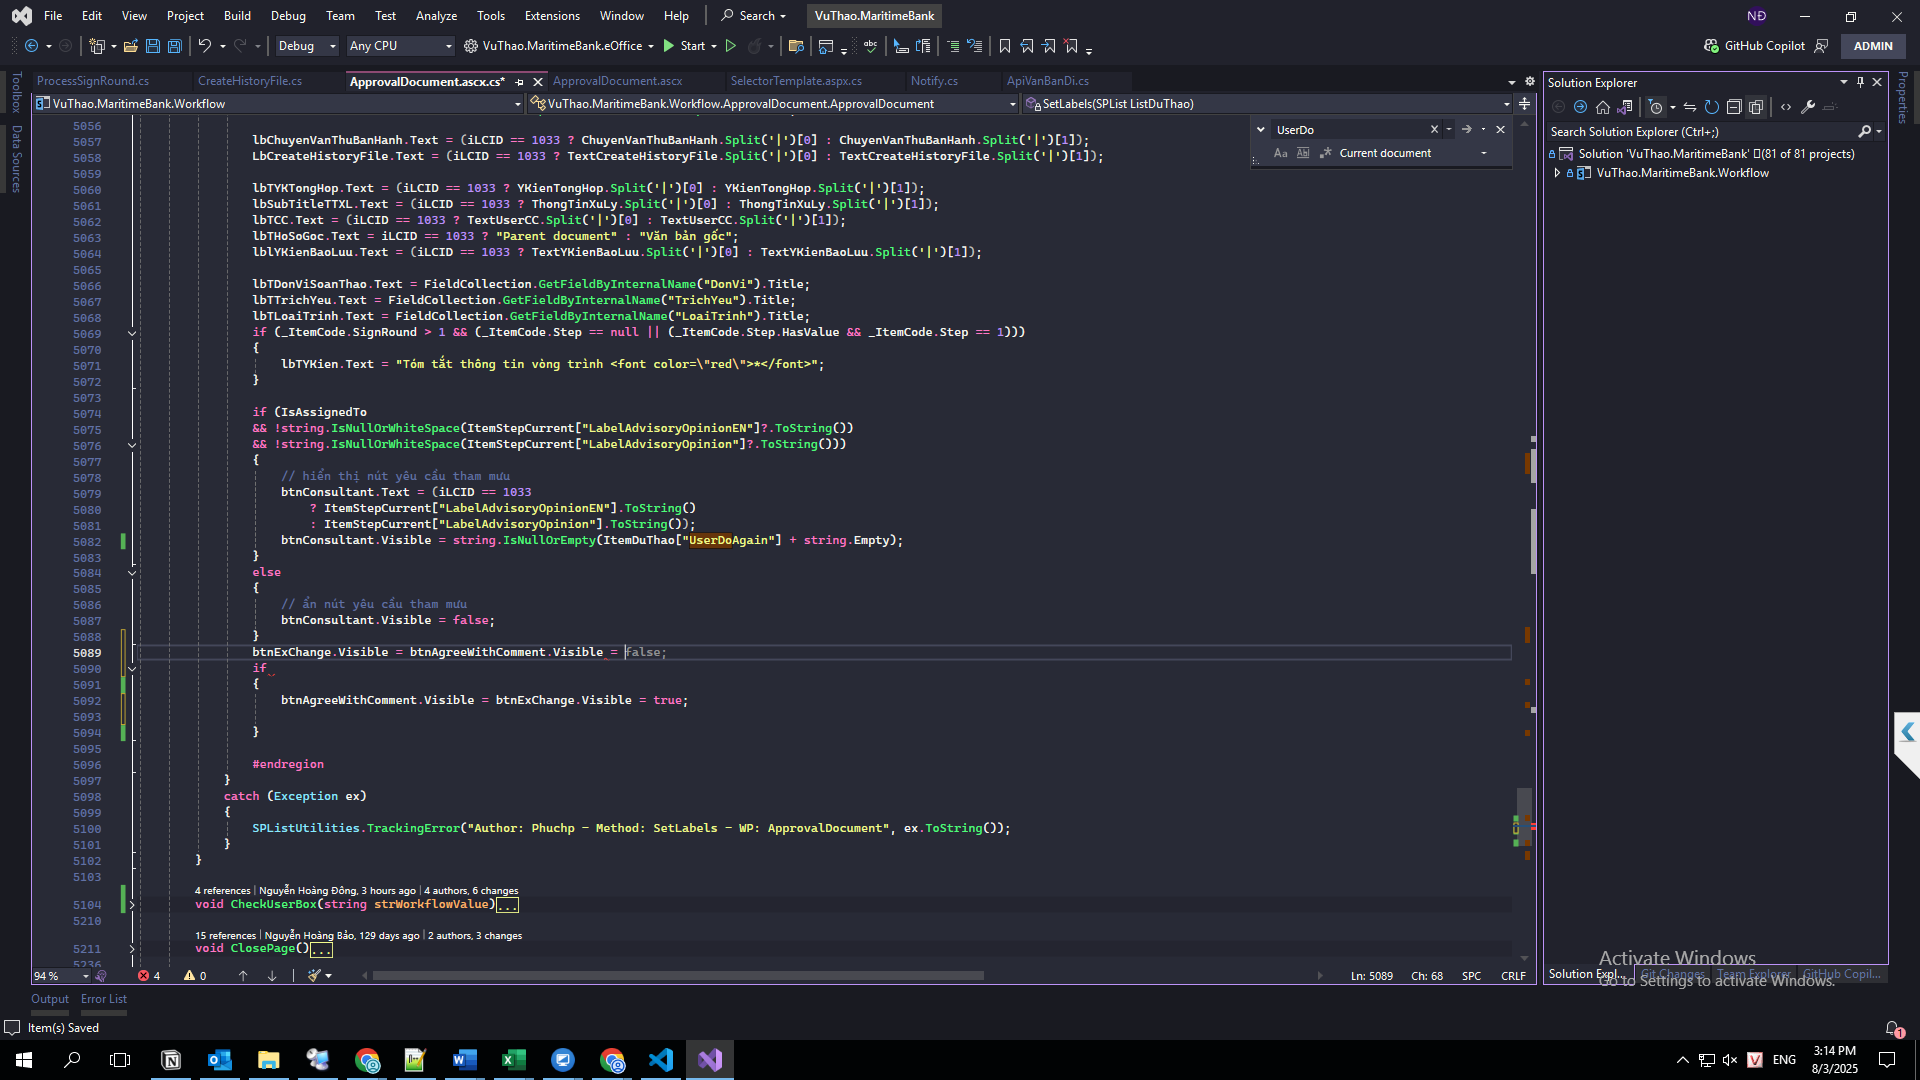 File Edit View Project Build Debug Team Test Analyze Tools Extensions Window Help Search VuThao.MaritimeBank NĐ
Debug Any CPU VuThao.MaritimeBank.eOffice Start GitHub Copilot ADMIN
ProcessSignRound.cs CreateHistoryFile.cs ApprovalDocument.ascx.cs* ApprovalDocument.ascx SelectorTemplate.aspx.cs Notify.cs ApiVanBanDi.cs
VuThao.MaritimeBank.Workflow VuThao.MaritimeBank.Workflow.ApprovalDocument.ApprovalDocument SetLabels(SPList ListDuThao)
Toolbox
Data Sources
UserDo
Aa Current document
5056
5057 lbChuyenVanThuBanHanh.Text = (iLCID == 1033 ? ChuyenVanThuBanHanh.Split('|')[0] : ChuyenVanThuBanHanh.Split('|')[1]);
5058 LbCreateHistoryFile.Text = (iLCID == 1033 ? TextCreateHistoryFile.Split('|')[0] : TextCreateHistoryFile.Split('|')[1]);
5059
5060 lbTYKTongHop.Text = (iLCID == 1033 ? YKienTongHop.Split('|')[0] : YKienTongHop.Split('|')[1]);
5061 lbSubTitleTTXL.Text = (iLCID == 1033 ? ThongTinXuLy.Split('|')[0] : ThongTinXuLy.Split('|')[1]);
5062 lbTCC.Text = (iLCID == 1033 ? TextUserCC.Split('|')[0] : TextUserCC.Split('|')[1]);
5063 lbTHoSoGoc.Text = iLCID == 1033 ? "Parent document" : "Văn bản gốc";
5064 lblYKienBaoLuu.Text = (iLCID == 1033 ? TextYKienBaoLuu.Split('|')[0] : TextYKienBaoLuu.Split('|')[1]);
5065
5066 lbTDonViSoanThao.Text = FieldCollection.GetFieldByInternalName("DonVi").Title;
5067 lbTTrichYeu.Text = FieldCollection.GetFieldByInternalName("TrichYeu").Title;
5068 lbTLoaiTrinh.Text = FieldCollection.GetFieldByInternalName("LoaiTrinh").Title;
5069 if (_ItemCode.SignRound > 1 && (_ItemCode.Step == null || (_ItemCode.Step.HasValue && _ItemCode.Step == 1)))
5070 {
5071 lbTYKien.Text = "Tóm tắt thông tin vòng trình <font color=\"red\">*</font>";
5072 }
5073
5074 if (IsAssignedTo
5075 && !string.IsNullOrWhiteSpace(ItemStepCurrent["LabelAdvisoryOpinionEN"]?.ToString())
5076 && !string.IsNullOrWhiteSpace(ItemStepCurrent["LabelAdvisoryOpinion"]?.ToString()))
5077 {
5078 // hiển thị nút yêu cầu tham mưu
5079 btnConsultant.Text = (iLCID == 1033
5080 ? ItemStepCurrent["LabelAdvisoryOpinionEN"].ToString()
5081 : ItemStepCurrent["LabelAdvisoryOpinion"].ToString());
5082 btnConsultant.Visible = string.IsNullOrEmpty(ItemDuThao["UserDoAgain"] + string.Empty);
5083 }
5084 else
5085 {
5086 // ẩn nút yêu cầu tham mưu
5087 btnConsultant.Visible = false;
5088 }
5089 btnExChange.Visible = btnAgreeWithComment.Visible = false;
5090 if
5091 {
5092 btnAgreeWithComment.Visible = btnExChange.Visible = true;
5093
5094 }
5095
5096 #endregion
5097 }
5098 catch (Exception ex)
5099 {
5100 SPListUtilities.TrackingError("Author: Phuchp - Method: SetLabels - WP: ApprovalDocument", ex.ToString());
5101 }
5102 }
5103
4 references | Nguyễn Hoàng Đông, 3 hours ago | 4 authors, 6 changes
5104 void CheckUserBox(string strWorkflowValue)...
5210
15 references | Nguyễn Hoàng Bảo, 129 days ago | 2 authors, 3 changes
5211 void ClosePage()...
5236
94 % 4 0 Ln: 5089 Ch: 68 SPC CRLF
Output Error List
Item(s) Saved
Solution Explorer
Search Solution Explorer (Ctrl+;)
Solution 'VuThao.MaritimeBank' (81 of 81 projects)
VuThao.MaritimeBank.Workflow
Properties
Solution Expl... Git Changes Team Explorer GitHub Copil...
Activate Windows
Go to Settings to activate Windows.
1
ENG
3:14 PM
8/3/2025